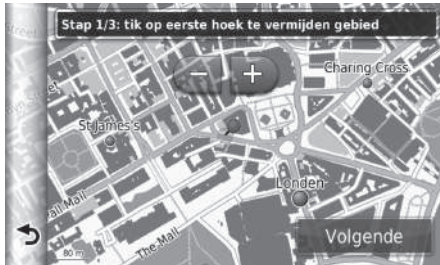 Stap 1/3: tik op eerste hoek te vermijden gebied
Charing Cross
St James's
Londen
all Mall
The Mall
80 m
Volgende